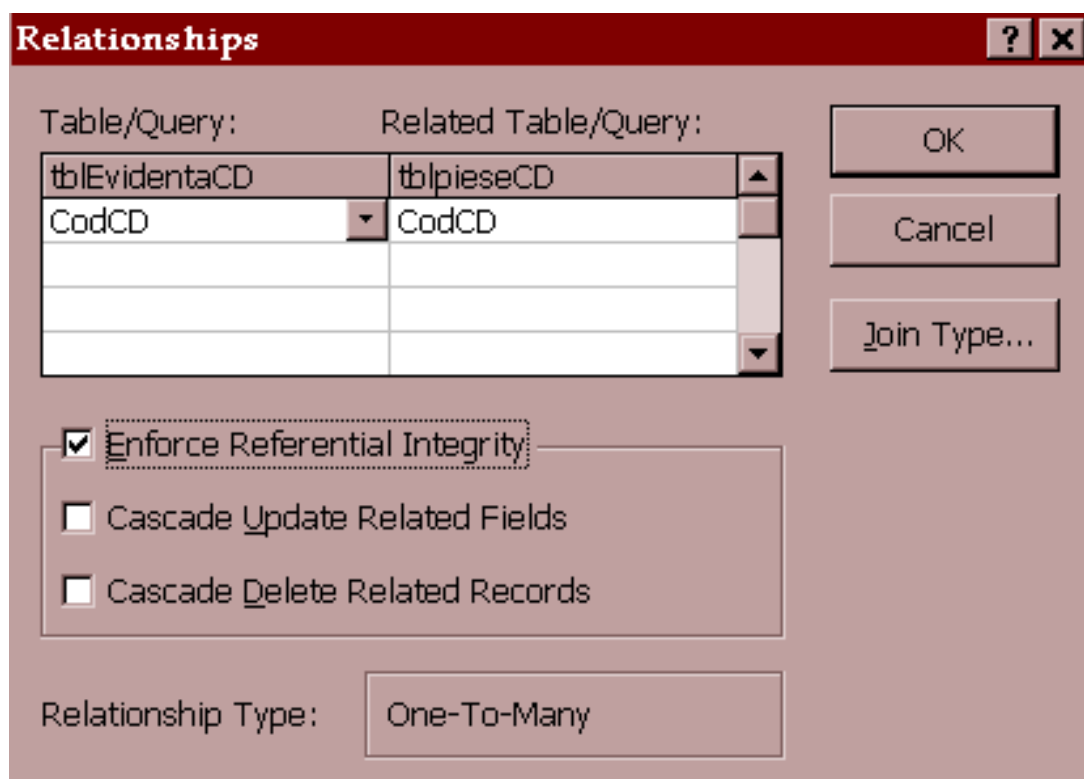 Relationships
Table/Query: Related Table/Query:
OK
tblEvidentaCD tblpieseCD
CodCD CodCD
Cancel
Join Type...
Enforce Referential Integrity
Cascade Update Related Fields
Cascade Delete Related Records
Relationship Type: One-To-Many